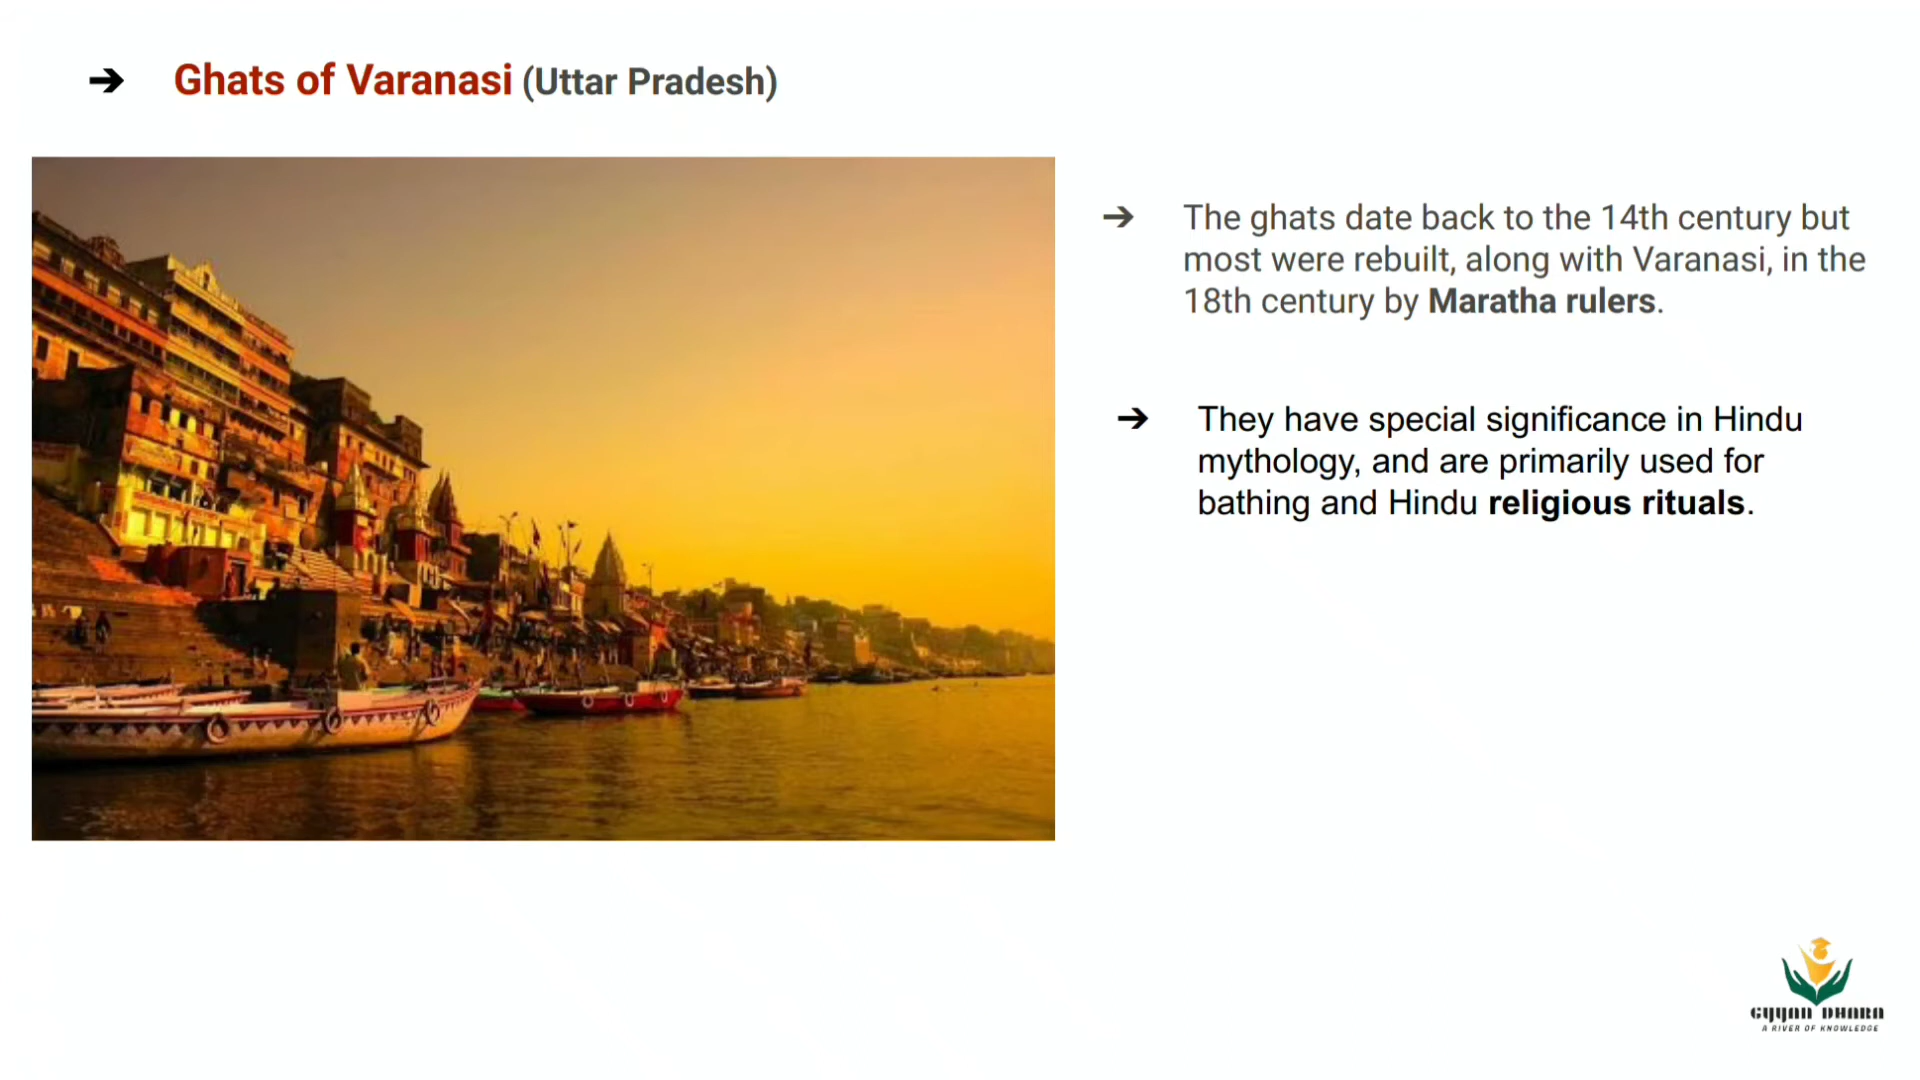 ➔ Ghats of Varanasi (Uttar Pradesh)
➔ The ghats date back to the 14th century but
most were rebuilt, along with Varanasi, in the
18th century by Maratha rulers.
➔ They have special significance in Hindu
mythology, and are primarily used for
bathing and Hindu religious rituals.
GYYAN DHARA
A RIVER OF KNOWLEDGE